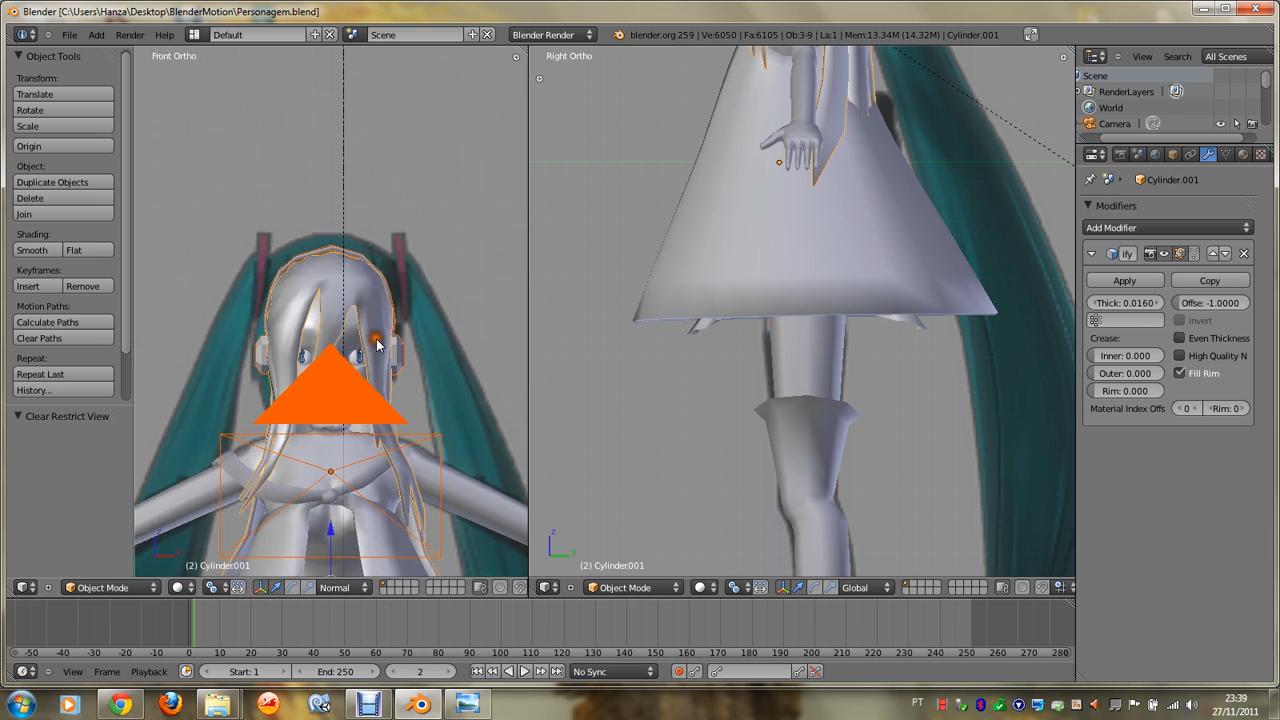 Blender [C:\Users\Hanza\Desktop\BlenderMotion\Personagem.blend]
File Add Render Help Default Scene Blender Render blender.org 259 | Ve:6050 | Fa:6105 | Ob:3-9 | La:1 | Mem:13.34M (14.32M) | Cylinder.001
Object Tools
Transform:
Translate
Rotate
Scale
Origin
Object:
Duplicate Objects
Delete
Join
Shading:
Smooth Flat
Keyframes:
Insert Remove
Motion Paths:
Calculate Paths
Clear Paths
Repeat:
Repeat Last
History...
Clear Restrict View
Front Ortho
(2) Cylinder.001
Object Mode Normal
Right Ortho
(2) Cylinder.001
Object Mode Global
View Search All Scenes
Scene
RenderLayers
World
Camera
Cylinder.001
Modifiers
Add Modifier
ify
Apply Copy
Thick: 0.0160 Offse: -1.0000
Invert
Crease: Even Thickness
Inner: 0.000 High Quality N
Outer: 0.000 Fill Rim
Rim: 0.000
Material Index Offs 0 Rim: 0
-50 -40 -30 -20 -10 0 10 20 30 40 50 60 70 80 90 100 110 120 130 140 150 160 170 180 190 200 210 220 230 240 250 260 270 280
View Frame Playback Start: 1 End: 250 2 No Sync
PT
23:39
27/11/2011